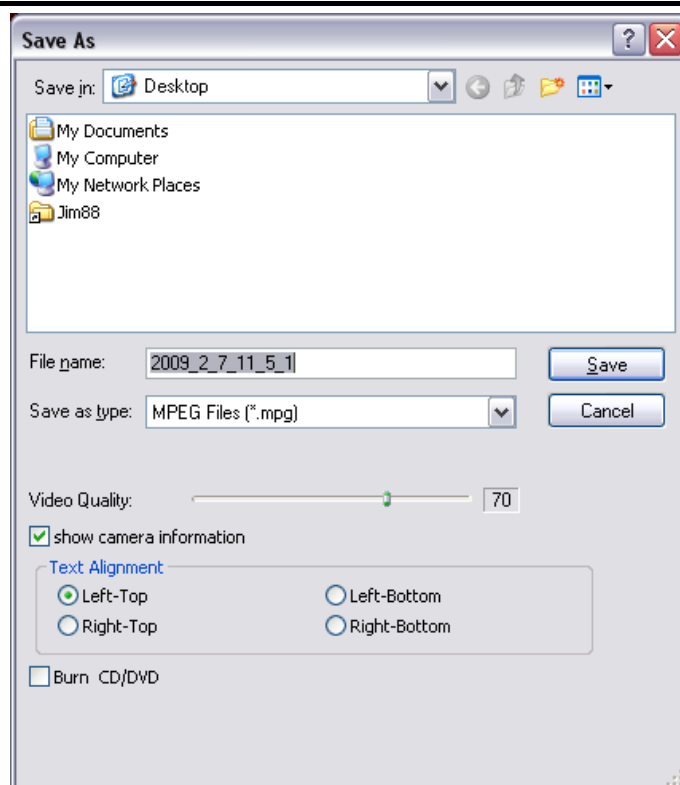 Save As
Save in: Desktop
My Documents
My Computer
My Network Places
Jim88
File name: 2009_2_7_11_5_1 Save
Save as type: MPEG Files (*.mpg) Cancel
Video Quality: 70
show camera information
Text Alignment
Left-Top Left-Bottom
Right-Top Right-Bottom
Burn CD/DVD